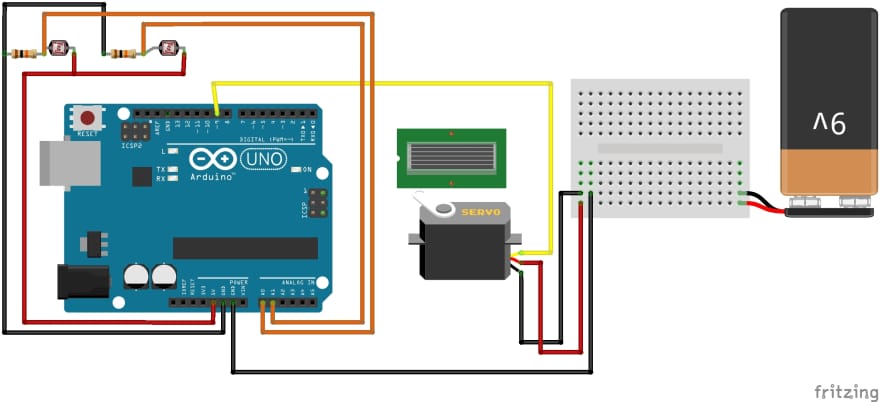 RESET
ICSP2
AREF
GND
13
12
~11
~10
~9
8
7
~6
~5
4
~3
2
TX▸1
RX◂0
DIGITAL (PWM~)
L
TX
RX
UNO
Arduino™
ON
1
ICSP
POWER
ANALOG IN
IOREF
RESET
3V3
5V
GND
GND
VIN
A0
A1
A2
A3
A4
A5
SERVO
9V
fritzing